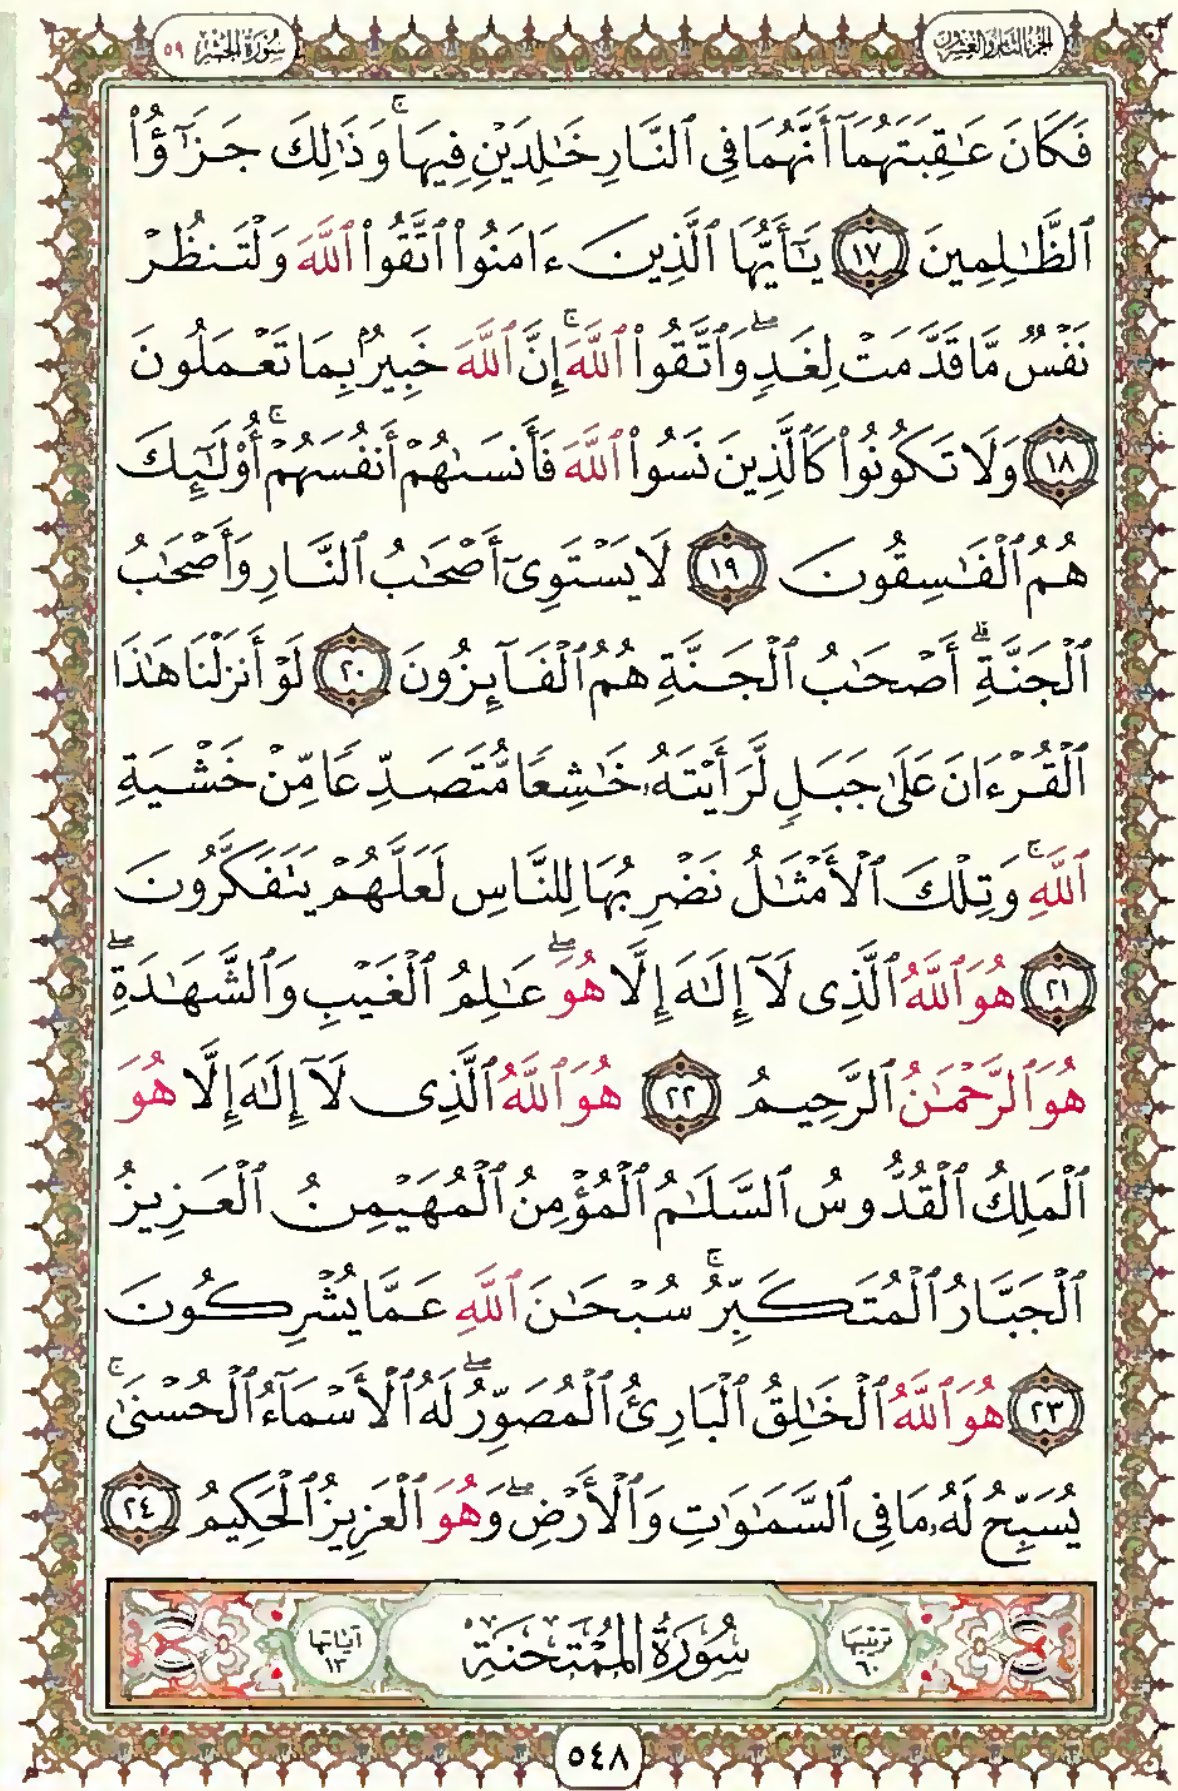 الجزء الثامن والعشرون
سُورَةُ الحَشْرِ ٥٩
فَكَانَ عَٰقِبَتَهُمَآ أَنَّهُمَا فِى ٱلنَّارِ خَٰلِدَيْنِ فِيهَا ۚ وَذَٰلِكَ جَزَٰٓؤُا۟
ٱلظَّٰلِمِينَ ١٧ يَٰٓأَيُّهَا ٱلَّذِينَ ءَامَنُوا۟ ٱتَّقُوا۟ ٱللَّهَ وَلْتَنظُرْ
نَفْسٌ مَّا قَدَّمَتْ لِغَدٍ ۖ وَٱتَّقُوا۟ ٱللَّهَ ۚ إِنَّ ٱللَّهَ خَبِيرٌۢ بِمَا تَعْمَلُونَ
١٨ وَلَا تَكُونُوا۟ كَٱلَّذِينَ نَسُوا۟ ٱللَّهَ فَأَنسَىٰهُمْ أَنفُسَهُمْ ۚ أُو۟لَٰٓئِكَ
هُمُ ٱلْفَٰسِقُونَ ١٩ لَا يَسْتَوِىٓ أَصْحَٰبُ ٱلنَّارِ وَأَصْحَٰبُ
ٱلْجَنَّةِ ۗ أَصْحَٰبُ ٱلْجَنَّةِ هُمُ ٱلْفَآئِزُونَ ٢٠ لَوْ أَنزَلْنَا هَٰذَا
ٱلْقُرْءَانَ عَلَىٰ جَبَلٍ لَّرَأَيْتَهُۥ خَٰشِعًا مُّتَصَدِّعًا مِّنْ خَشْيَةِ
ٱللَّهِ ۚ وَتِلْكَ ٱلْأَمْثَٰلُ نَضْرِبُهَا لِلنَّاسِ لَعَلَّهُمْ يَتَفَكَّرُونَ
٢١ هُوَ ٱللَّهُ ٱلَّذِى لَآ إِلَٰهَ إِلَّا هُوَ ۖ عَٰلِمُ ٱلْغَيْبِ وَٱلشَّهَٰدَةِ ۖ
هُوَ ٱلرَّحْمَٰنُ ٱلرَّحِيمُ ٢٢ هُوَ ٱللَّهُ ٱلَّذِى لَآ إِلَٰهَ إِلَّا هُوَ
ٱلْمَلِكُ ٱلْقُدُّوسُ ٱلسَّلَٰمُ ٱلْمُؤْمِنُ ٱلْمُهَيْمِنُ ٱلْعَزِيزُ
ٱلْجَبَّارُ ٱلْمُتَكَبِّرُ ۚ سُبْحَٰنَ ٱللَّهِ عَمَّا يُشْرِكُونَ
٢٣ هُوَ ٱللَّهُ ٱلْخَٰلِقُ ٱلْبَارِئُ ٱلْمُصَوِّرُ ۖ لَهُ ٱلْأَسْمَآءُ ٱلْحُسْنَىٰ ۚ
يُسَبِّحُ لَهُۥ مَا فِى ٱلسَّمَٰوَٰتِ وَٱلْأَرْضِ ۖ وَهُوَ ٱلْعَزِيزُ ٱلْحَكِيمُ ٢٤
ترتيبها ٦٠
سُورَةُ المُمْتَحنَةِ
آياتها ١٣
٥٤٨